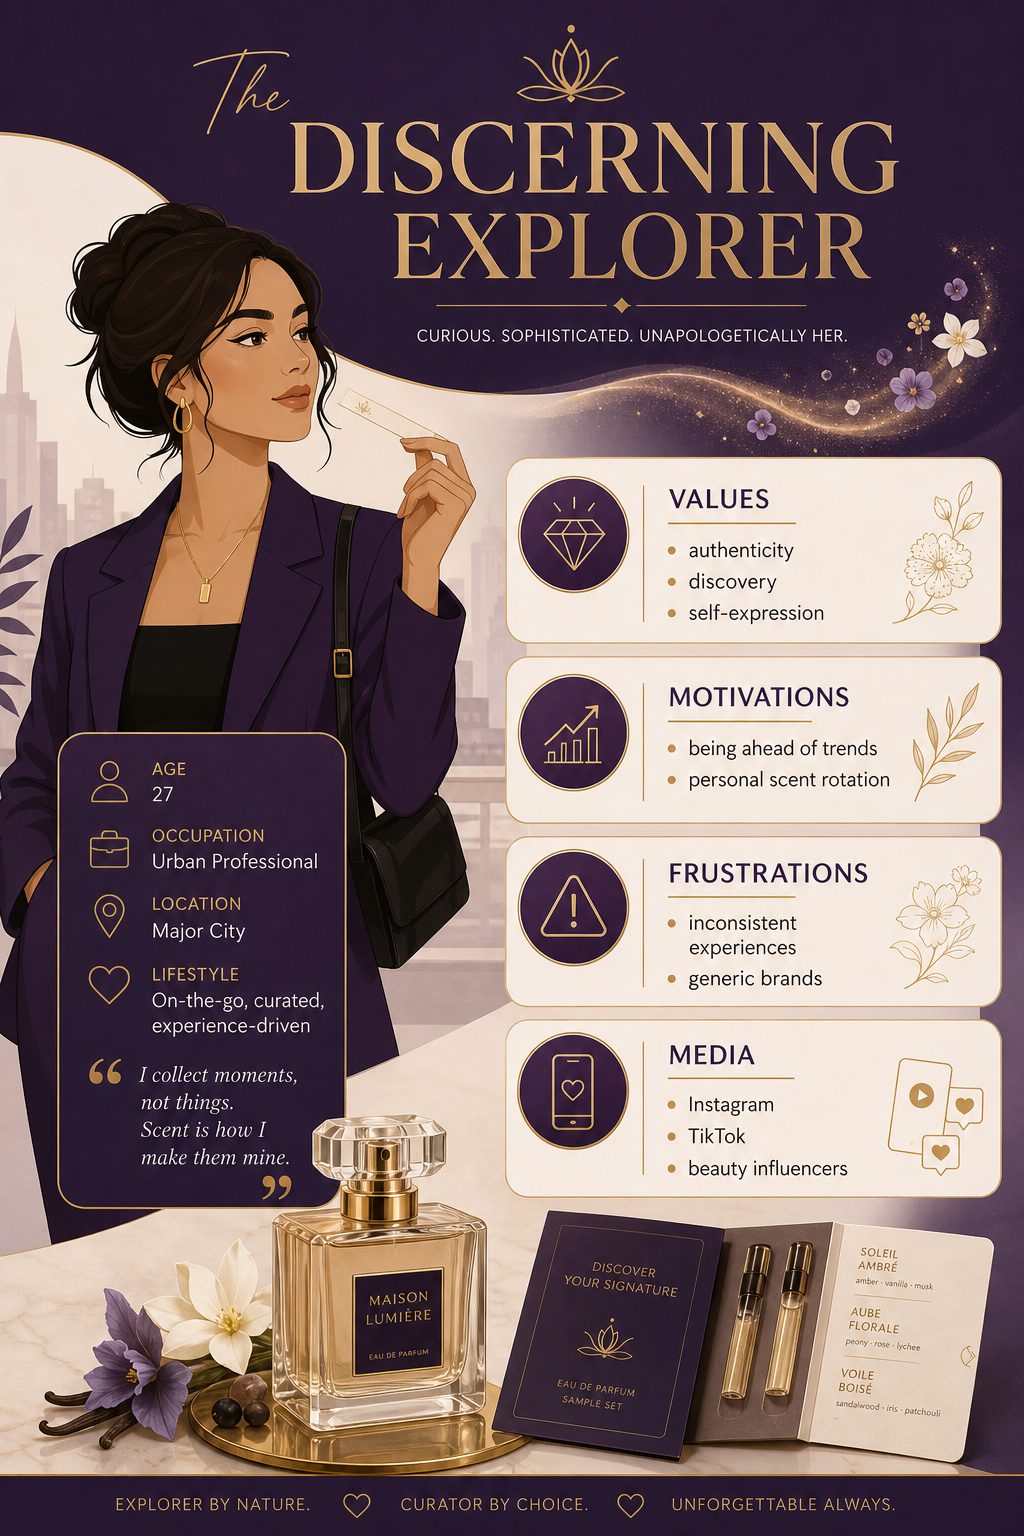 The
DISCERNING
EXPLORER
CURIOUS. SOPHISTICATED. UNAPOLOGETICALLY HER.
VALUES
authenticity
discovery
self-expression
MOTIVATIONS
being ahead of trends
personal scent rotation
FRUSTRATIONS
inconsistent
experiences
generic brands
MEDIA
Instagram
TikTok
beauty influencers
AGE
27
OCCUPATION
Urban Professional
LOCATION
Major City
LIFESTYLE
On-the-go, curated,
experience-driven
“ I collect moments,
not things.
Scent is how I
make them mine. ”
MAISON
LUMIÈRE
EAU DE PARFUM
DISCOVER
YOUR SIGNATURE
EAU DE PARFUM
SAMPLE SET
SOLEIL
AMBRÉ
amber · vanilla · musk
AUBE
FLORALE
peony · rose · lychee
VOILE
BOISÉ
sandalwood · iris · patchouli
EXPLORER BY NATURE. CURATOR BY CHOICE. UNFORGETTABLE ALWAYS.